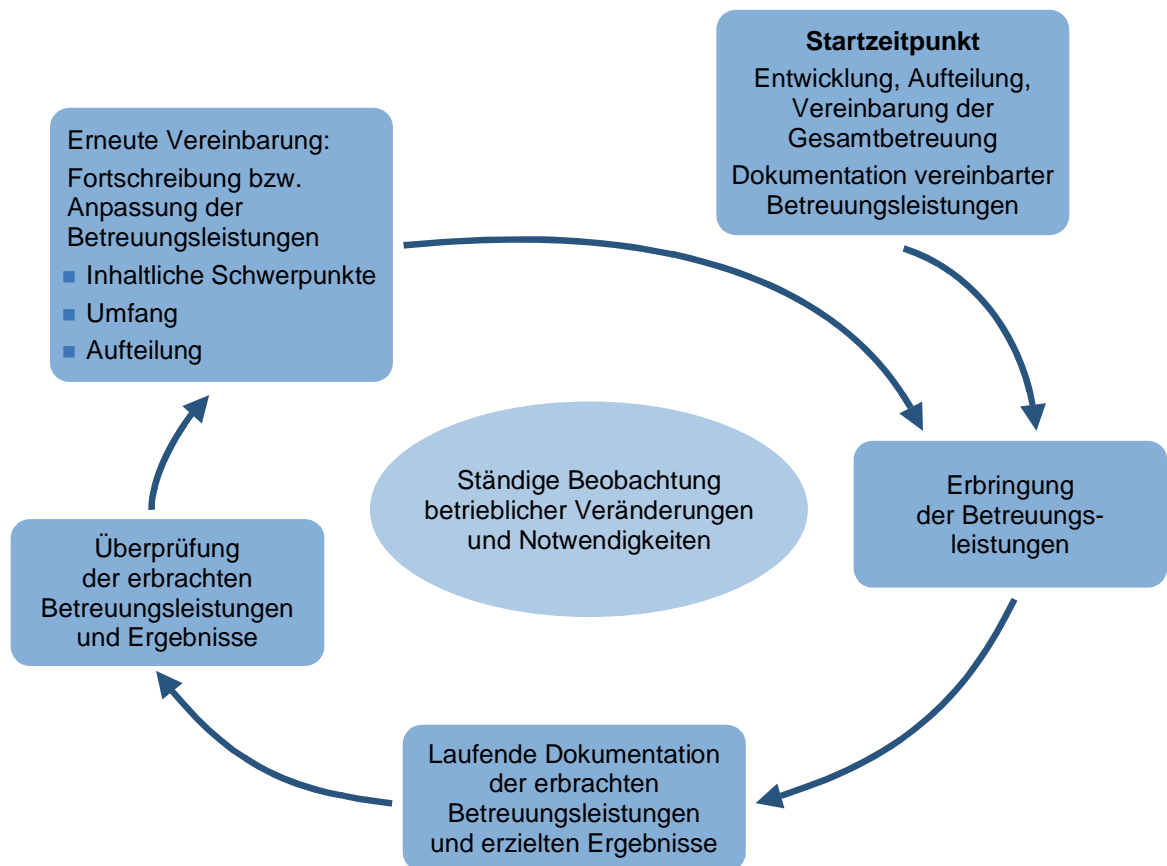 Startzeitpunkt
Entwicklung, Aufteilung,
Vereinbarung der
Gesamtbetreuung
Dokumentation vereinbarter
Betreuungsleistungen
Erneute Vereinbarung:
Fortschreibung bzw.
Anpassung der
Betreuungsleistungen
Inhaltliche Schwerpunkte
Umfang
Aufteilung
Ständige Beobachtung
betrieblicher Veränderungen
und Notwendigkeiten
Erbringung
der Betreuungs-
leistungen
Überprüfung
der erbrachten
Betreuungsleistungen
und Ergebnisse
Laufende Dokumentation
der erbrachten
Betreuungsleistungen
und erzielten Ergebnisse